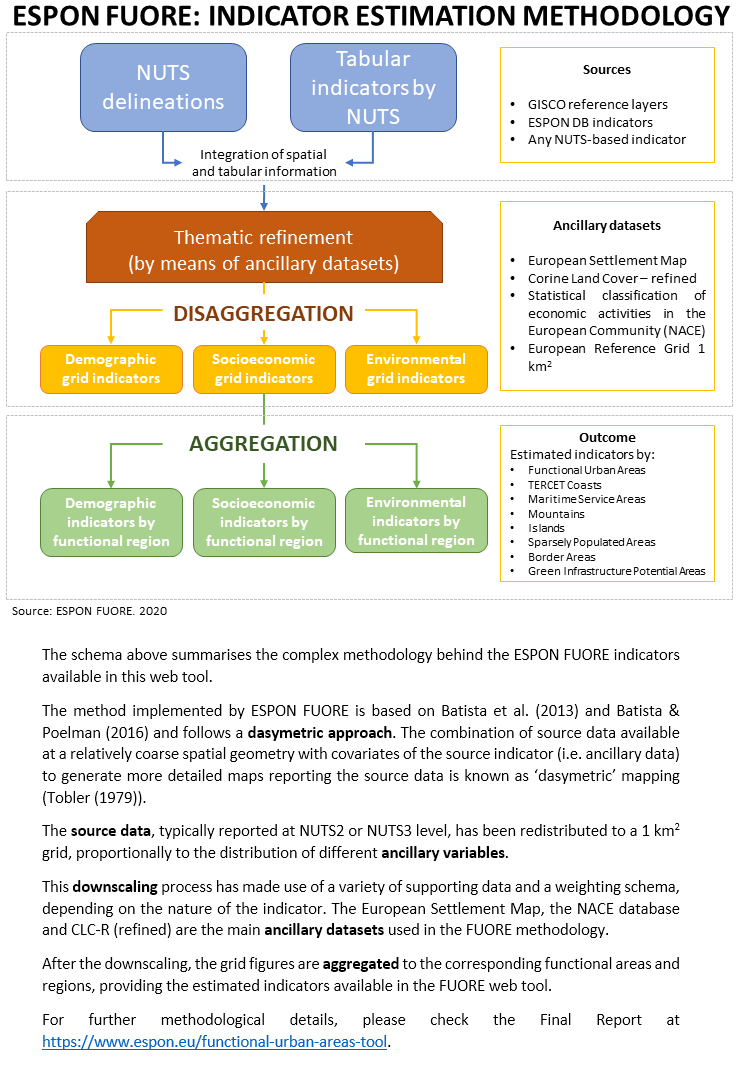 ESPON FUORE: INDICATOR ESTIMATION METHODOLOGY
NUTS
delineations
Tabular
indicators by
NUTS
Sources
• GISCO reference layers
• ESPON DB indicators
• Any NUTS-based indicator
Integration of spatial
and tabular information
Thematic refinement
(by means of ancillary datasets)
Ancillary datasets
• European Settlement Map
• Corine Land Cover – refined
• Statistical classification of
economic activities in the
European Community (NACE)
• European Reference Grid 1
km²
DISAGGREGATION
Demographic
grid indicators
Socioeconomic
grid indicators
Environmental
grid indicators
AGGREGATION
Demographic
indicators by
functional region
Socioeconomic
indicators by
functional region
Environmental
indicators by
functional region
Outcome
Estimated indicators by:
• Functional Urban Areas
• TERCET Coasts
• Maritime Service Areas
• Mountains
• Islands
• Sparsely Populated Areas
• Border Areas
• Green Infrastructure Potential Areas
Source: ESPON FUORE. 2020
The schema above summarises the complex methodology behind the ESPON FUORE indicators
available in this web tool.
The method implemented by ESPON FUORE is based on Batista et al. (2013) and Batista &
Poelman (2016) and follows a dasymetric approach. The combination of source data available
at a relatively coarse spatial geometry with covariates of the source indicator (i.e. ancillary data)
to generate more detailed maps reporting the source data is known as ‘dasymetric’ mapping
(Tobler (1979)).
The source data, typically reported at NUTS2 or NUTS3 level, has been redistributed to a 1 km²
grid, proportionally to the distribution of different ancillary variables.
This downscaling process has made use of a variety of supporting data and a weighting schema,
depending on the nature of the indicator. The European Settlement Map, the NACE database
and CLC-R (refined) are the main ancillary datasets used in the FUORE methodology.
After the downscaling, the grid figures are aggregated to the corresponding functional areas and
regions, providing the estimated indicators available in the FUORE web tool.
For further methodological details, please check the Final Report at
https://www.espon.eu/functional-urban-areas-tool.